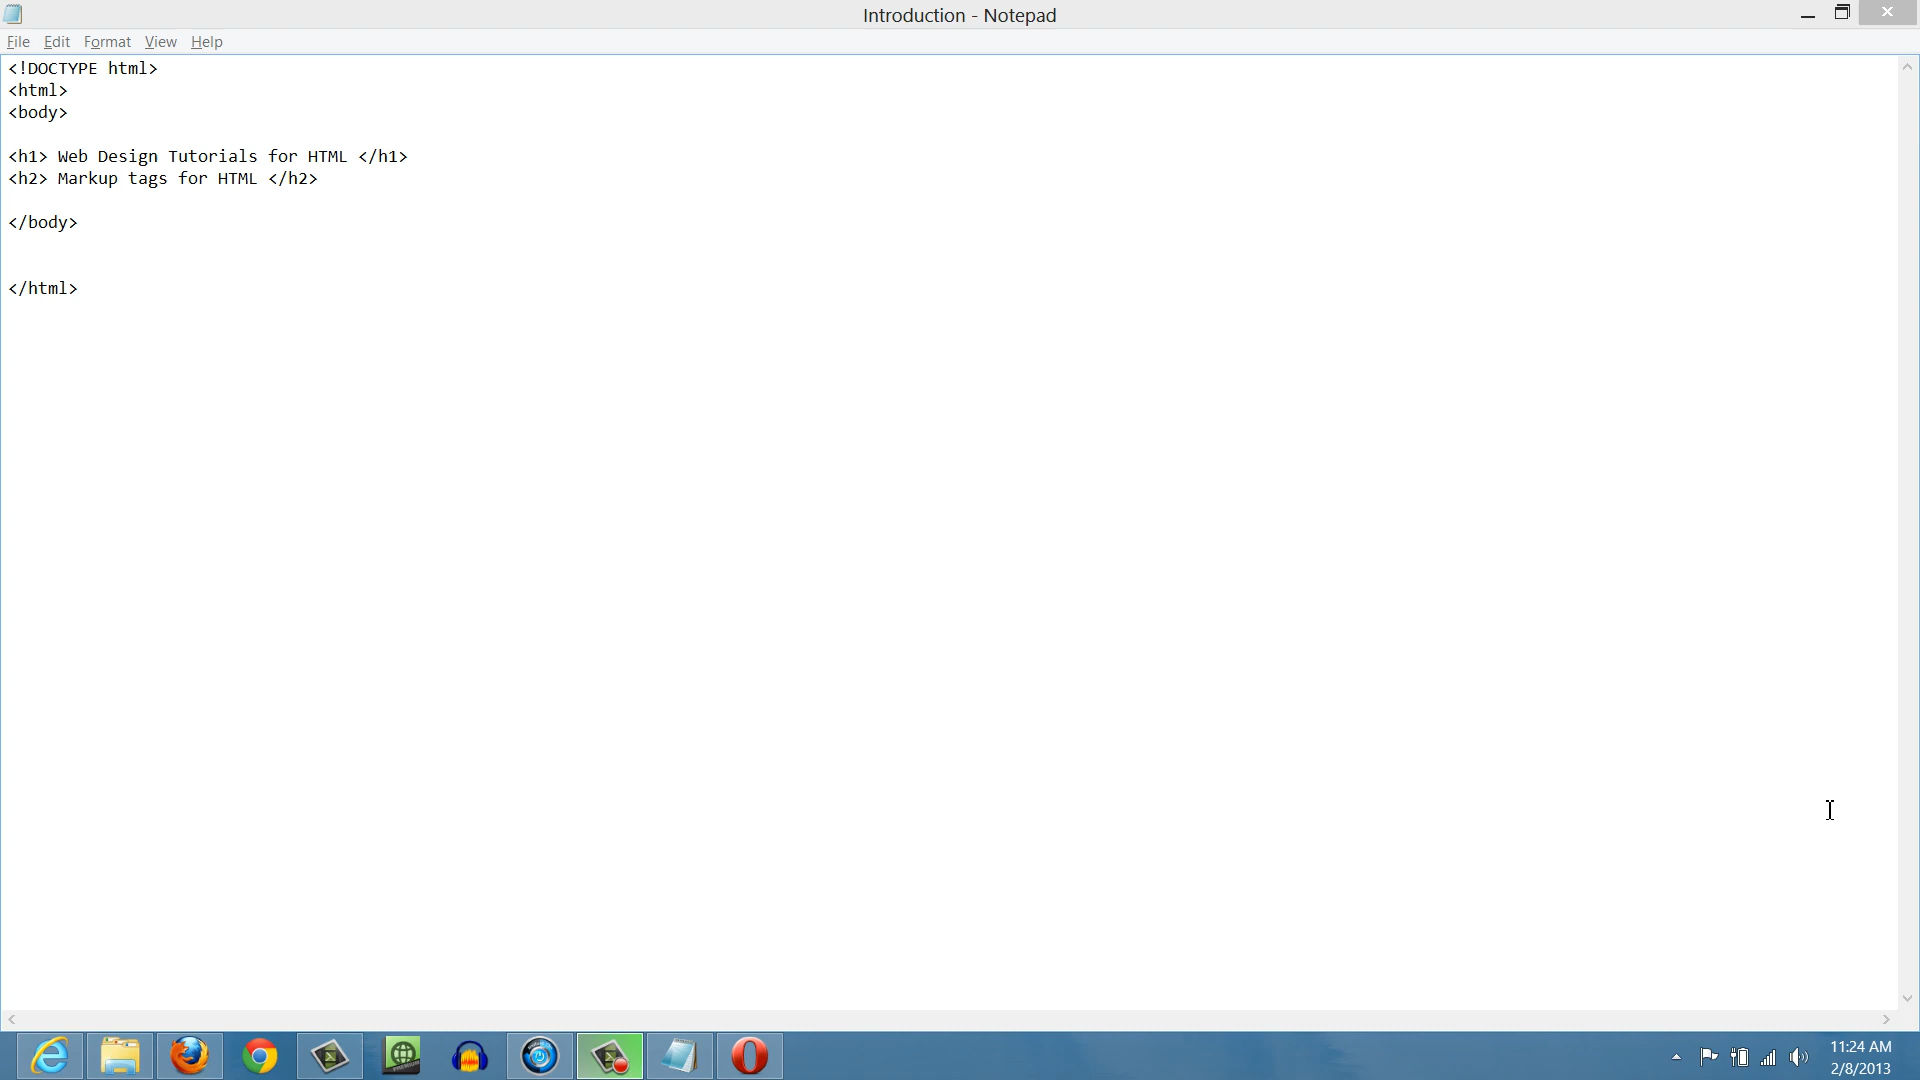 Introduction - Notepad
File Edit Format View Help
<!DOCTYPE html>
<html>
<body>
<h1> Web Design Tutorials for HTML </h1>
<h2> Markup tags for HTML </h2>
</body>
</html>
11:24 AM
2/8/2013